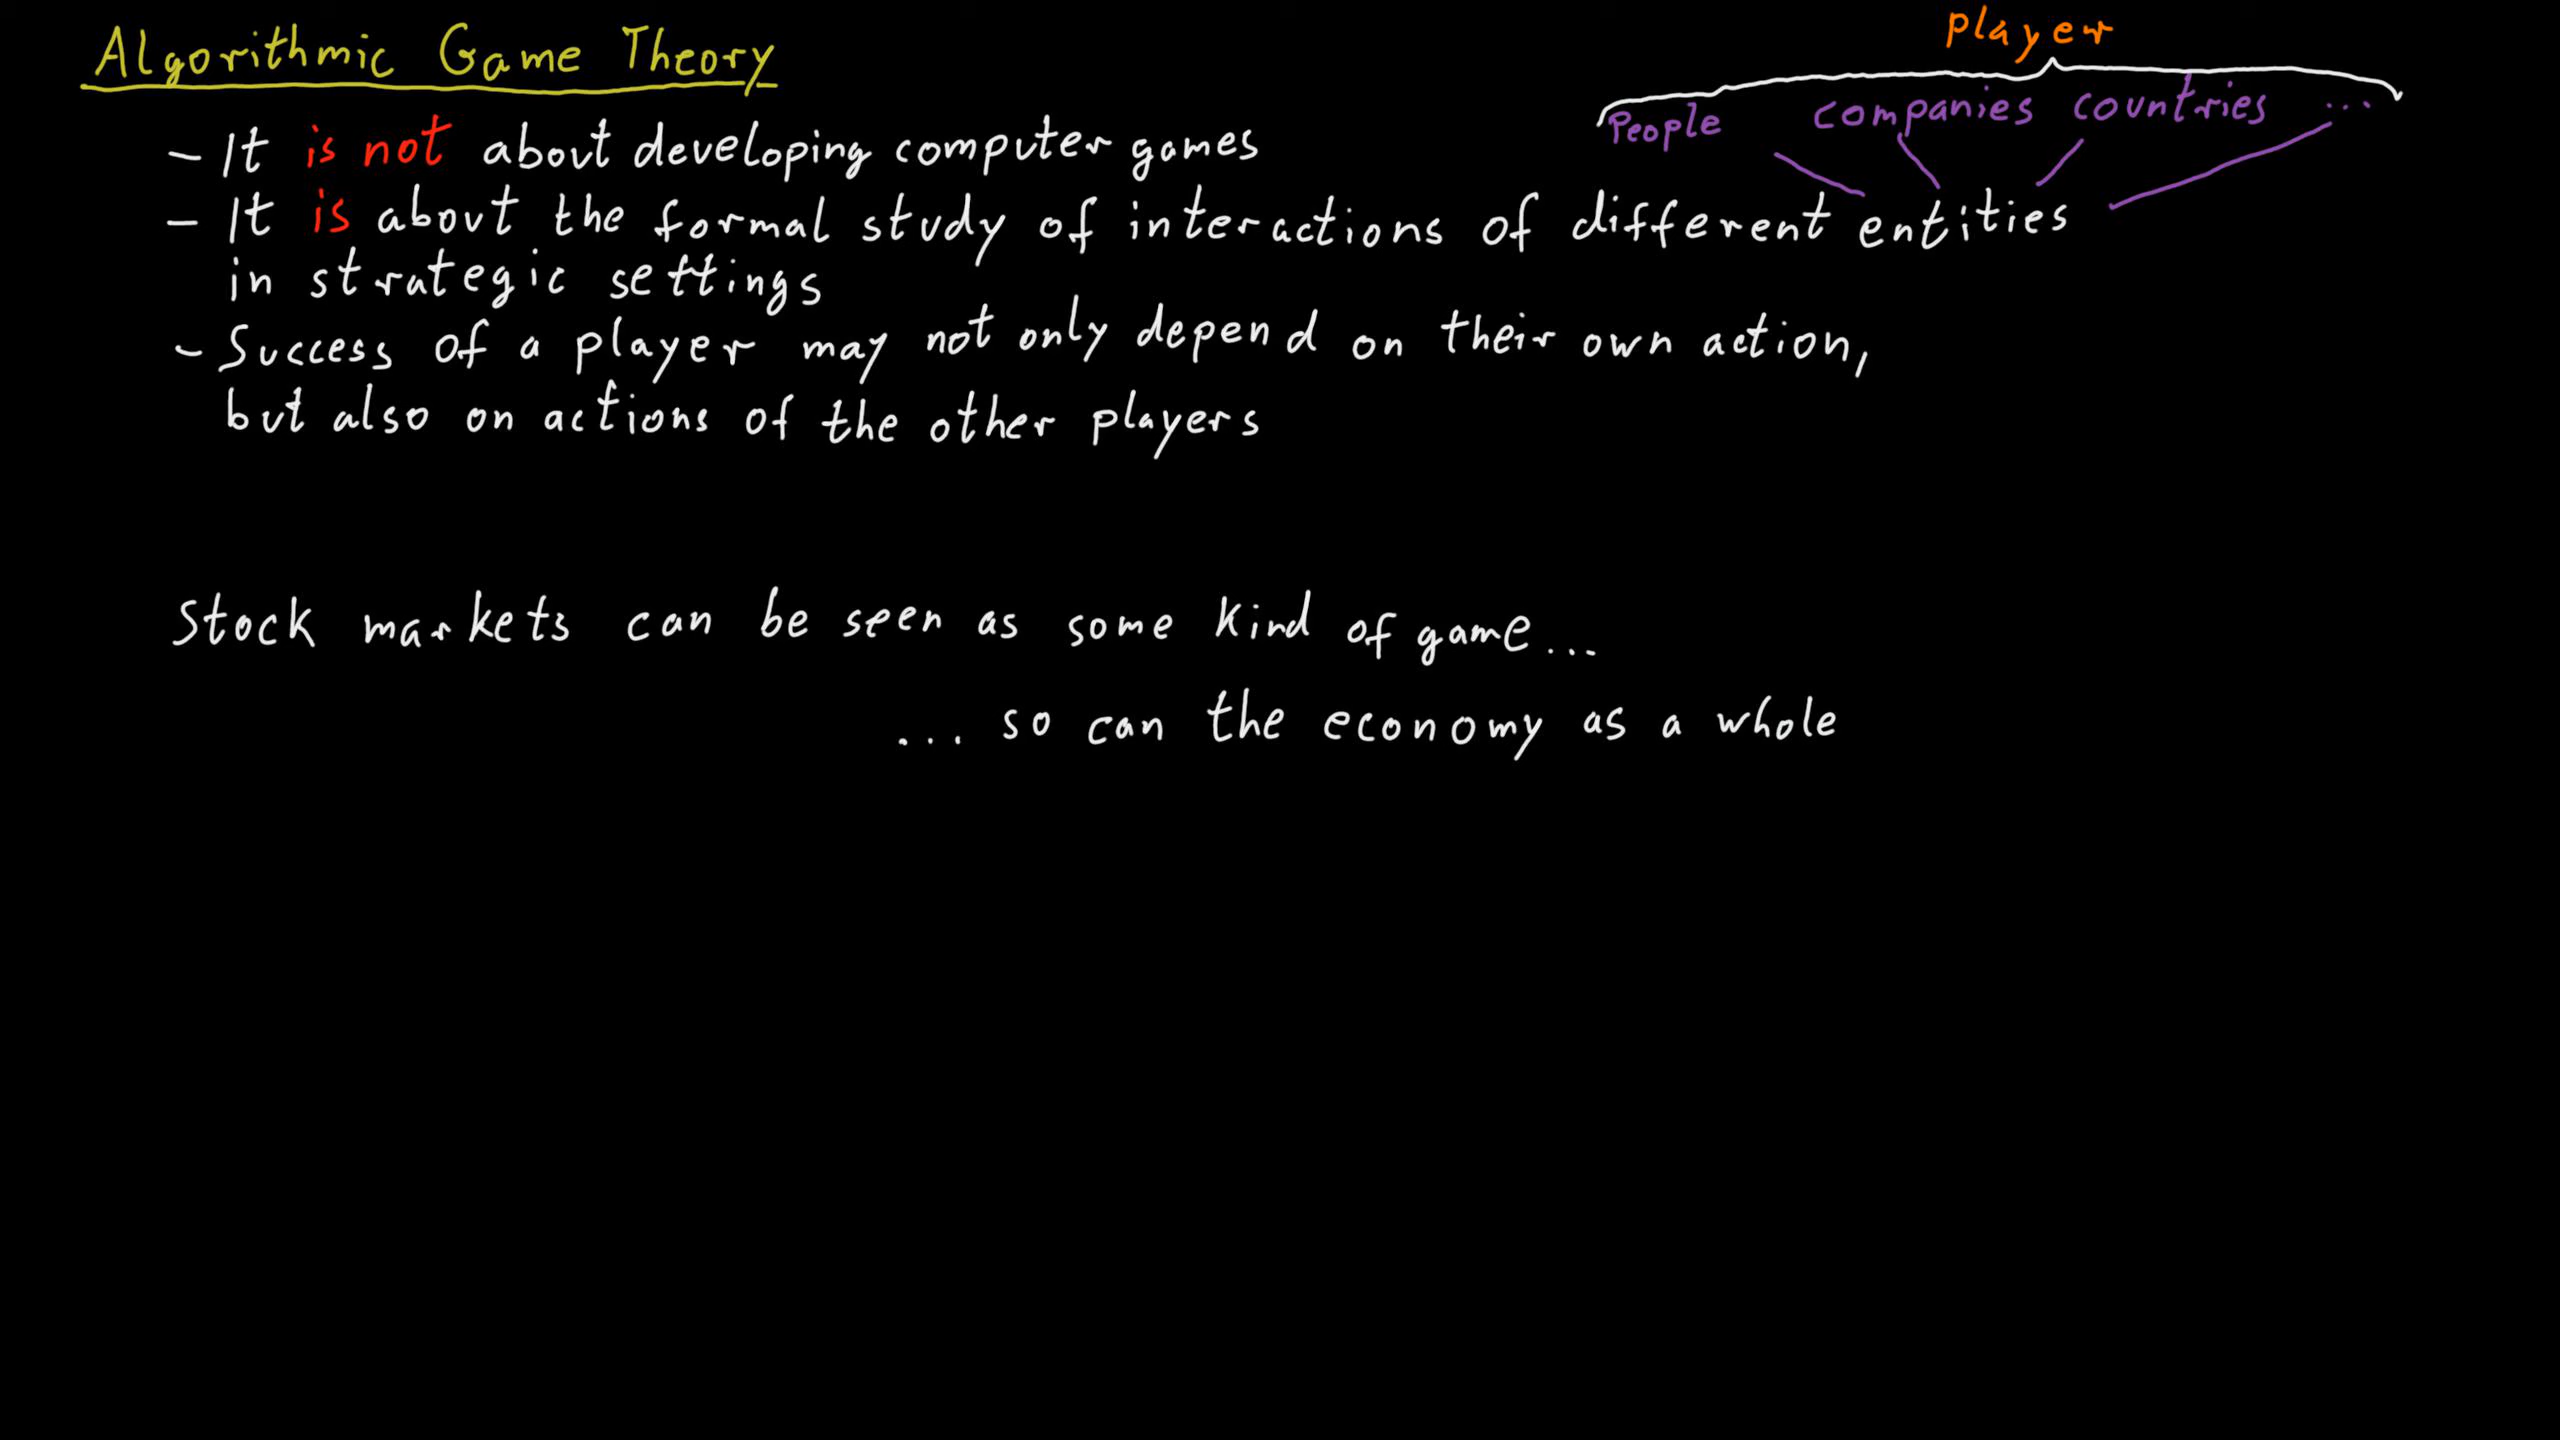 Algorithmic Game Theory
player
People companies countries ...
- It is not about developing computer games
- It is about the formal study of interactions of different entities
in strategic settings
- Success of a player may not only depend on their own action,
but also on actions of the other players
Stock markets can be seen as some kind of game...
... so can the economy as a whole